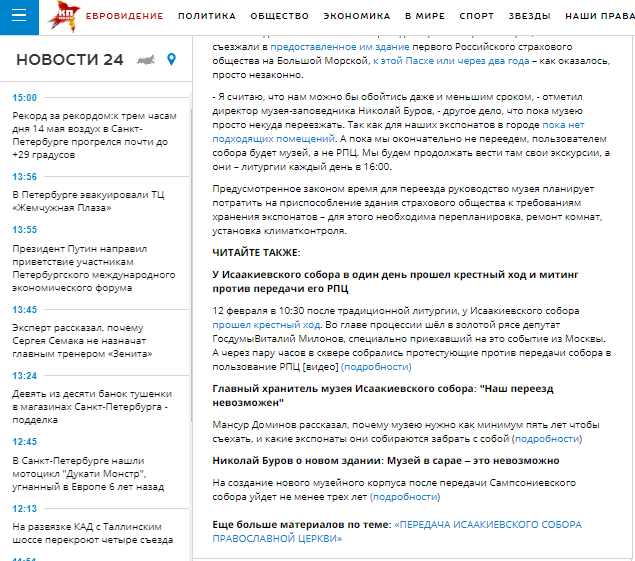 КП
ЕВРОВИДЕНИЕ ПОЛИТИКА ОБЩЕСТВО ЭКОНОМИКА В МИРЕ СПОРТ ЗВЕЗДЫ НАШИ ПРАВА
НОВОСТИ 24
15:00
Рекорд за рекордом:к трем часам
дня 14 мая воздух в Санкт-
Петербурге прогрелся почти до
+29 градусов
13:56
В Петербурге эвакуировали ТЦ
«Жемчужная Плаза»
13:55
Президент Путин направил
приветствие участникам
Петербургского международного
экономического форума
13:45
Эксперт рассказал, почему
Сергея Семака не назначат
главным тренером «Зенита»
13:24
Девять из десяти банок тушенки
в магазинах Санкт-Петербурга -
подделка
12:45
В Санкт-Петербурге нашли
мотоцикл "Дукати Монстр",
угнанный в Европе 6 лет назад
12:13
На развязке КАД с Таллинским
шоссе перекроют четыре съезда
съезжали в предоставленное им здание первого Российского страхового
общества на Большой Морской, к этой Пасхе или через два года – как оказалось,
просто незаконно.
- Я считаю, что нам можно бы обойтись даже и меньшим сроком, - отметил
директор музея-заповедника Николай Буров, - другое дело, что пока музею
просто некуда переезжать. Так как для наших экспонатов в городе пока нет
подходящих помещений. А пока мы окончательно не переедем, пользователем
собора будет музей, а не РПЦ. Мы будем продолжать вести там свои экскурсии, а
они – литургии каждый день в 16:00.
Предусмотренное законом время для переезда руководство музея планирует
потратить на приспособление здания страхового общества к требованиям
хранения экспонатов – для этого необходима перепланировка, ремонт комнат,
установка климатконтроля.
ЧИТАЙТЕ ТАКЖЕ:
У Исаакиевского собора в один день прошел крестный ход и митинг
против передачи его РПЦ
12 февраля в 10:30 после традиционной литургии, у Исаакиевского собора
прошел крестный ход. Во главе процессии шёл в золотой рясе депутат
ГосдумыВиталий Милонов, специально приехавший на это событие из Москвы.
А через пару часов в сквере собрались протестующие против передачи собора в
пользование РПЦ [видео] (подробности)
Главный хранитель музея Исаакиевского собора: "Наш переезд
невозможен"
Мансур Доминов рассказал, почему музею нужно как минимум пять лет чтобы
съехать, и какие экспонаты они собираются забрать с собой (подробности)
Николай Буров о новом здании: Музей в сарае – это невозможно
На создание нового музейного корпуса после передачи Сампсониевского
собора уйдет не менее трех лет (подробности)
Еще больше материалов по теме: «ПЕРЕДАЧА ИСААКИЕВСКОГО СОБОРА
ПРАВОСЛАВНОЙ ЦЕРКВИ»